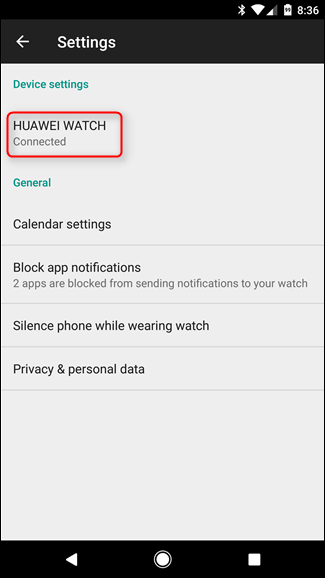 8:36
Settings
Device settings
HUAWEI WATCH
Connected
General
Calendar settings
Block app notifications
2 apps are blocked from sending notifications to your watch
Silence phone while wearing watch
Privacy & personal data